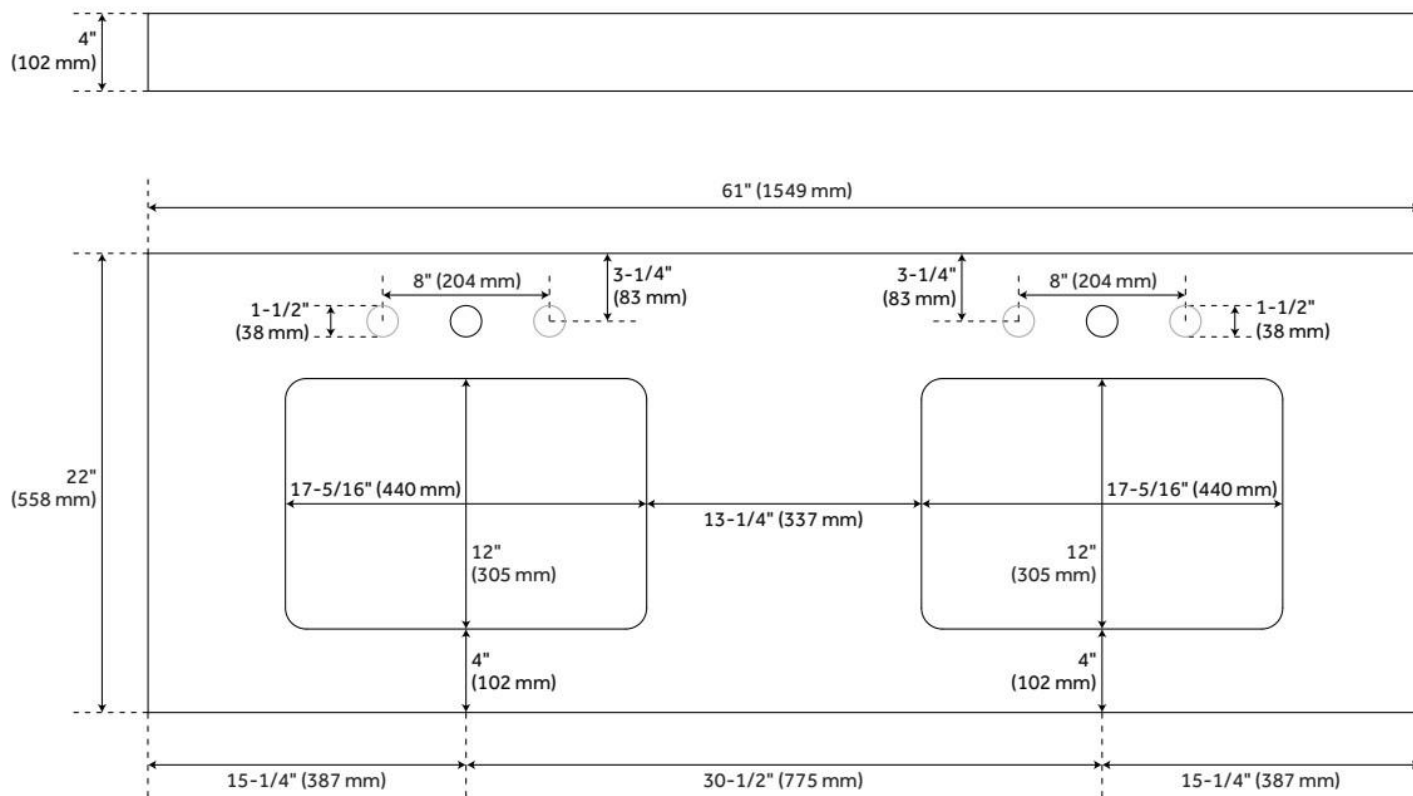 4"
(102 mm)
61" (1549 mm)
8" (204 mm)
3-1/4"
(83 mm)
3-1/4"
(83 mm)
8" (204 mm)
1-1/2"
(38 mm)
1-1/2"
(38 mm)
22"
(558 mm)
17-5/16" (440 mm)
13-1/4" (337 mm)
17-5/16" (440 mm)
12"
(305 mm)
12"
(305 mm)
4"
(102 mm)
4"
(102 mm)
15-1/4" (387 mm)
30-1/2" (775 mm)
15-1/4" (387 mm)